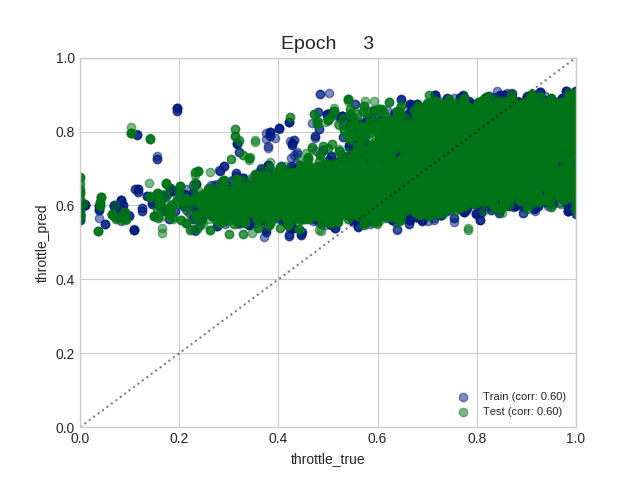 Epoch 3
1.0
0.8
0.6
0.4
0.2
0.0
throttle_pred
0.0 0.2 0.4 0.6 0.8 1.0
throttle_true
Train (corr: 0.60)
Test (corr: 0.60)